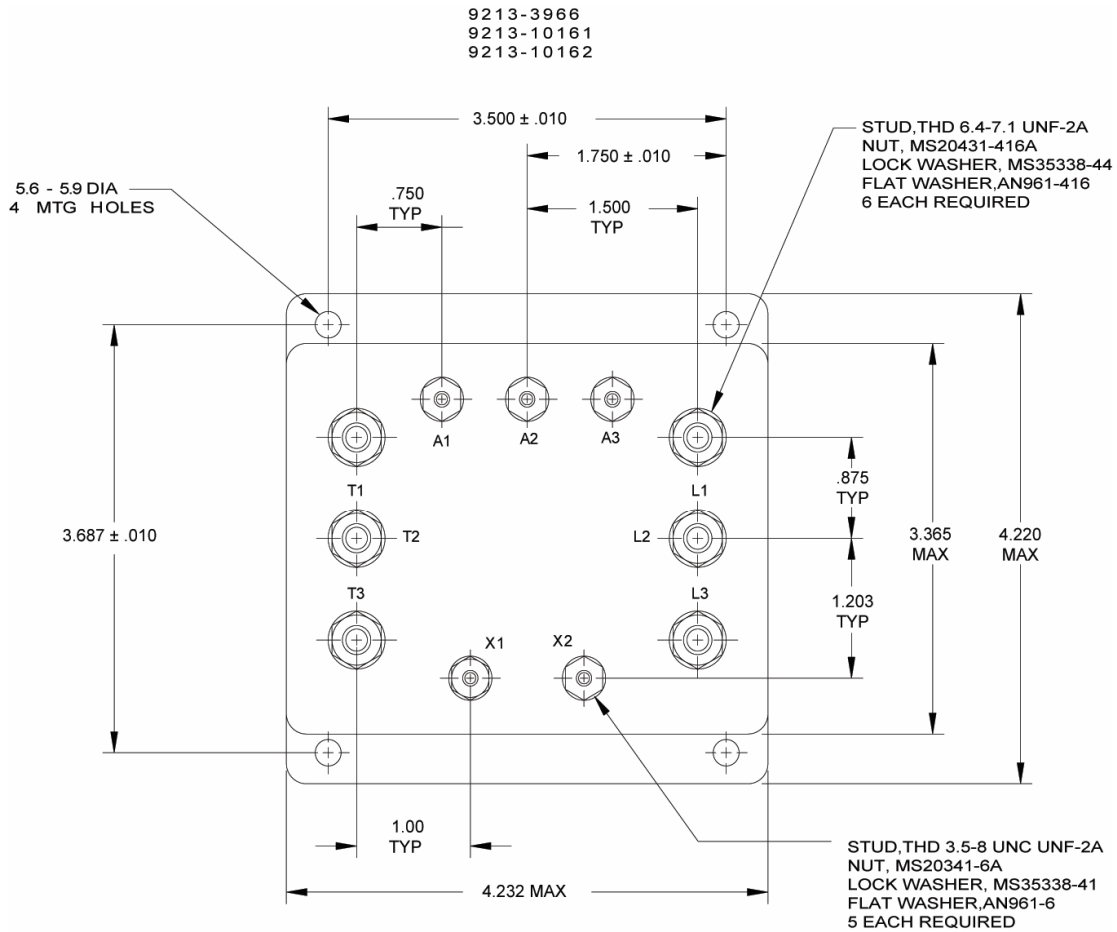 9213-3966
9213-10161
9213-10162
3.500 ± .010
1.750 ± .010
.750
TYP
1.500
TYP
STUD,THD 6.4-7.1 UNF-2A
NUT, MS20431-416A
LOCK WASHER, MS35338-44
FLAT WASHER,AN961-416
6 EACH REQUIRED
5.6 - 5.9 DIA
4 MTG HOLES
A1
A2
A3
T1
L1
.875
TYP
3.687 ± .010
T2
L2
3.365
MAX
4.220
MAX
T3
L3
1.203
TYP
X1
X2
1.00
TYP
4.232 MAX
STUD,THD 3.5-8 UNC UNF-2A
NUT, MS20341-6A
LOCK WASHER, MS35338-41
FLAT WASHER,AN961-6
5 EACH REQUIRED